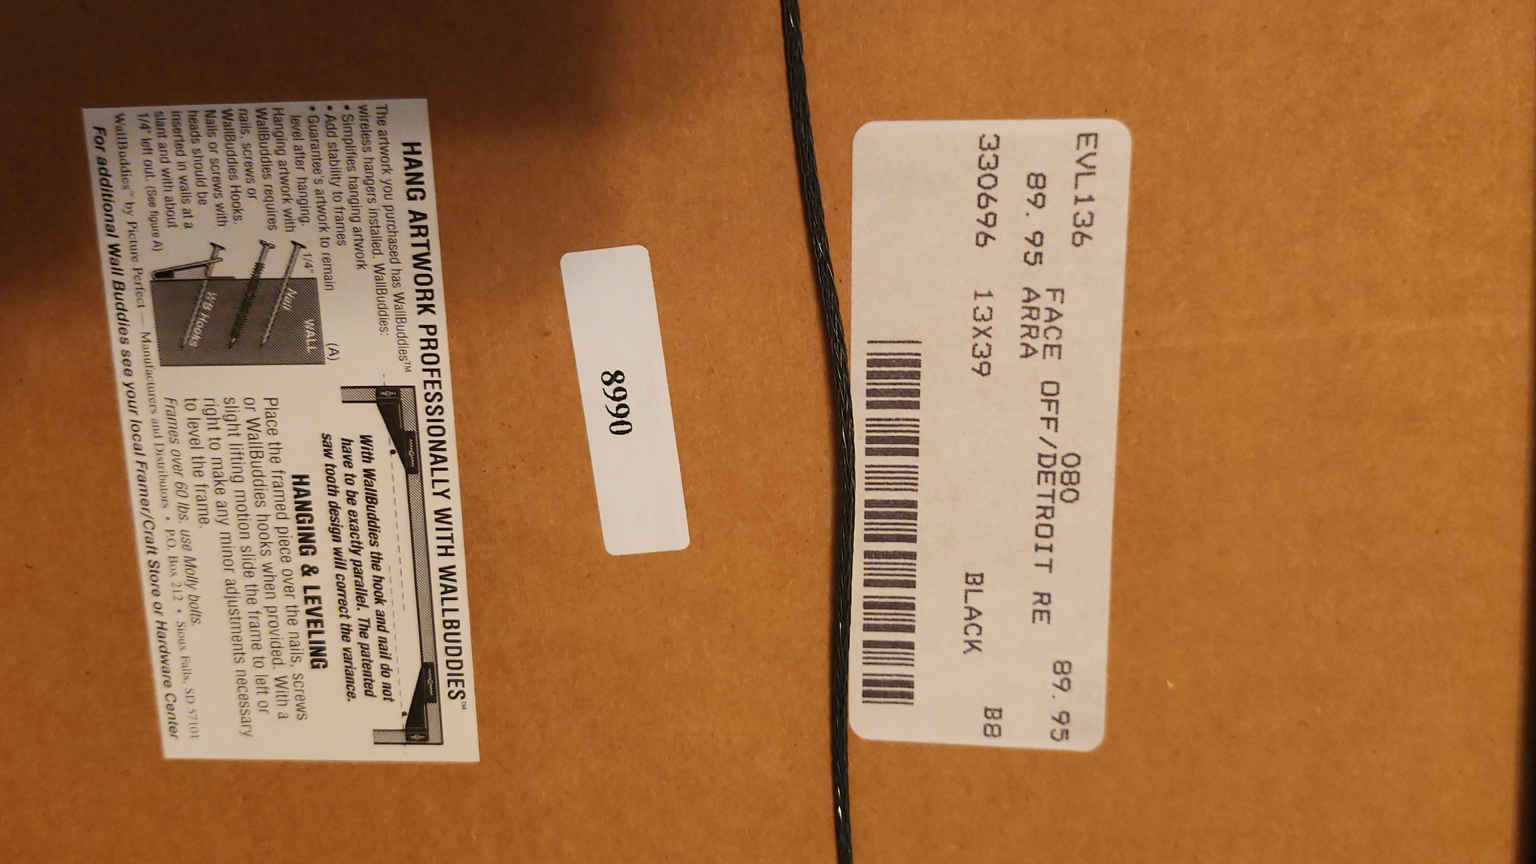 EVL136 080 89.95
FACE OFF/DETROIT RE
89.95 ARRA
330696 13X39 BLACK B8
8990
HANG ARTWORK PROFESSIONALLY WITH WALLBUDDIES™
The artwork you purchased has WallBuddies™
wireless hangers installed. WallBuddies:
• Simplifies hanging artwork
• Add stability to frames
• Guarantee's artwork to remain
level after hanging.
Hanging artwork with
WallBuddies requires
nails, screws or
WallBuddies Hooks.
Nails or screws with
heads should be
inserted in walls at a
slant and with about
1/4" left out. (See figure A)
(A)
1/4"
WALL
Nail
WB Hooks
With WallBuddies the hook and nail do not
have to be exactly parallel. The patented
saw tooth design will correct the variance.
HANGING & LEVELING
Place the framed piece over the nails, screws
or WallBuddies hooks when provided. With a
slight lifting motion slide the frame to left or
right to make any minor adjustments necessary
to level the frame.
Frames over 60 lbs. use Molly bolts.
WallBuddies™ by Picture Perfect — Manufacturers and Distributors • P.O. Box 212 • Sioux Falls, SD 57101
For additional Wall Buddies see your local Framer/Craft Store or Hardware Center